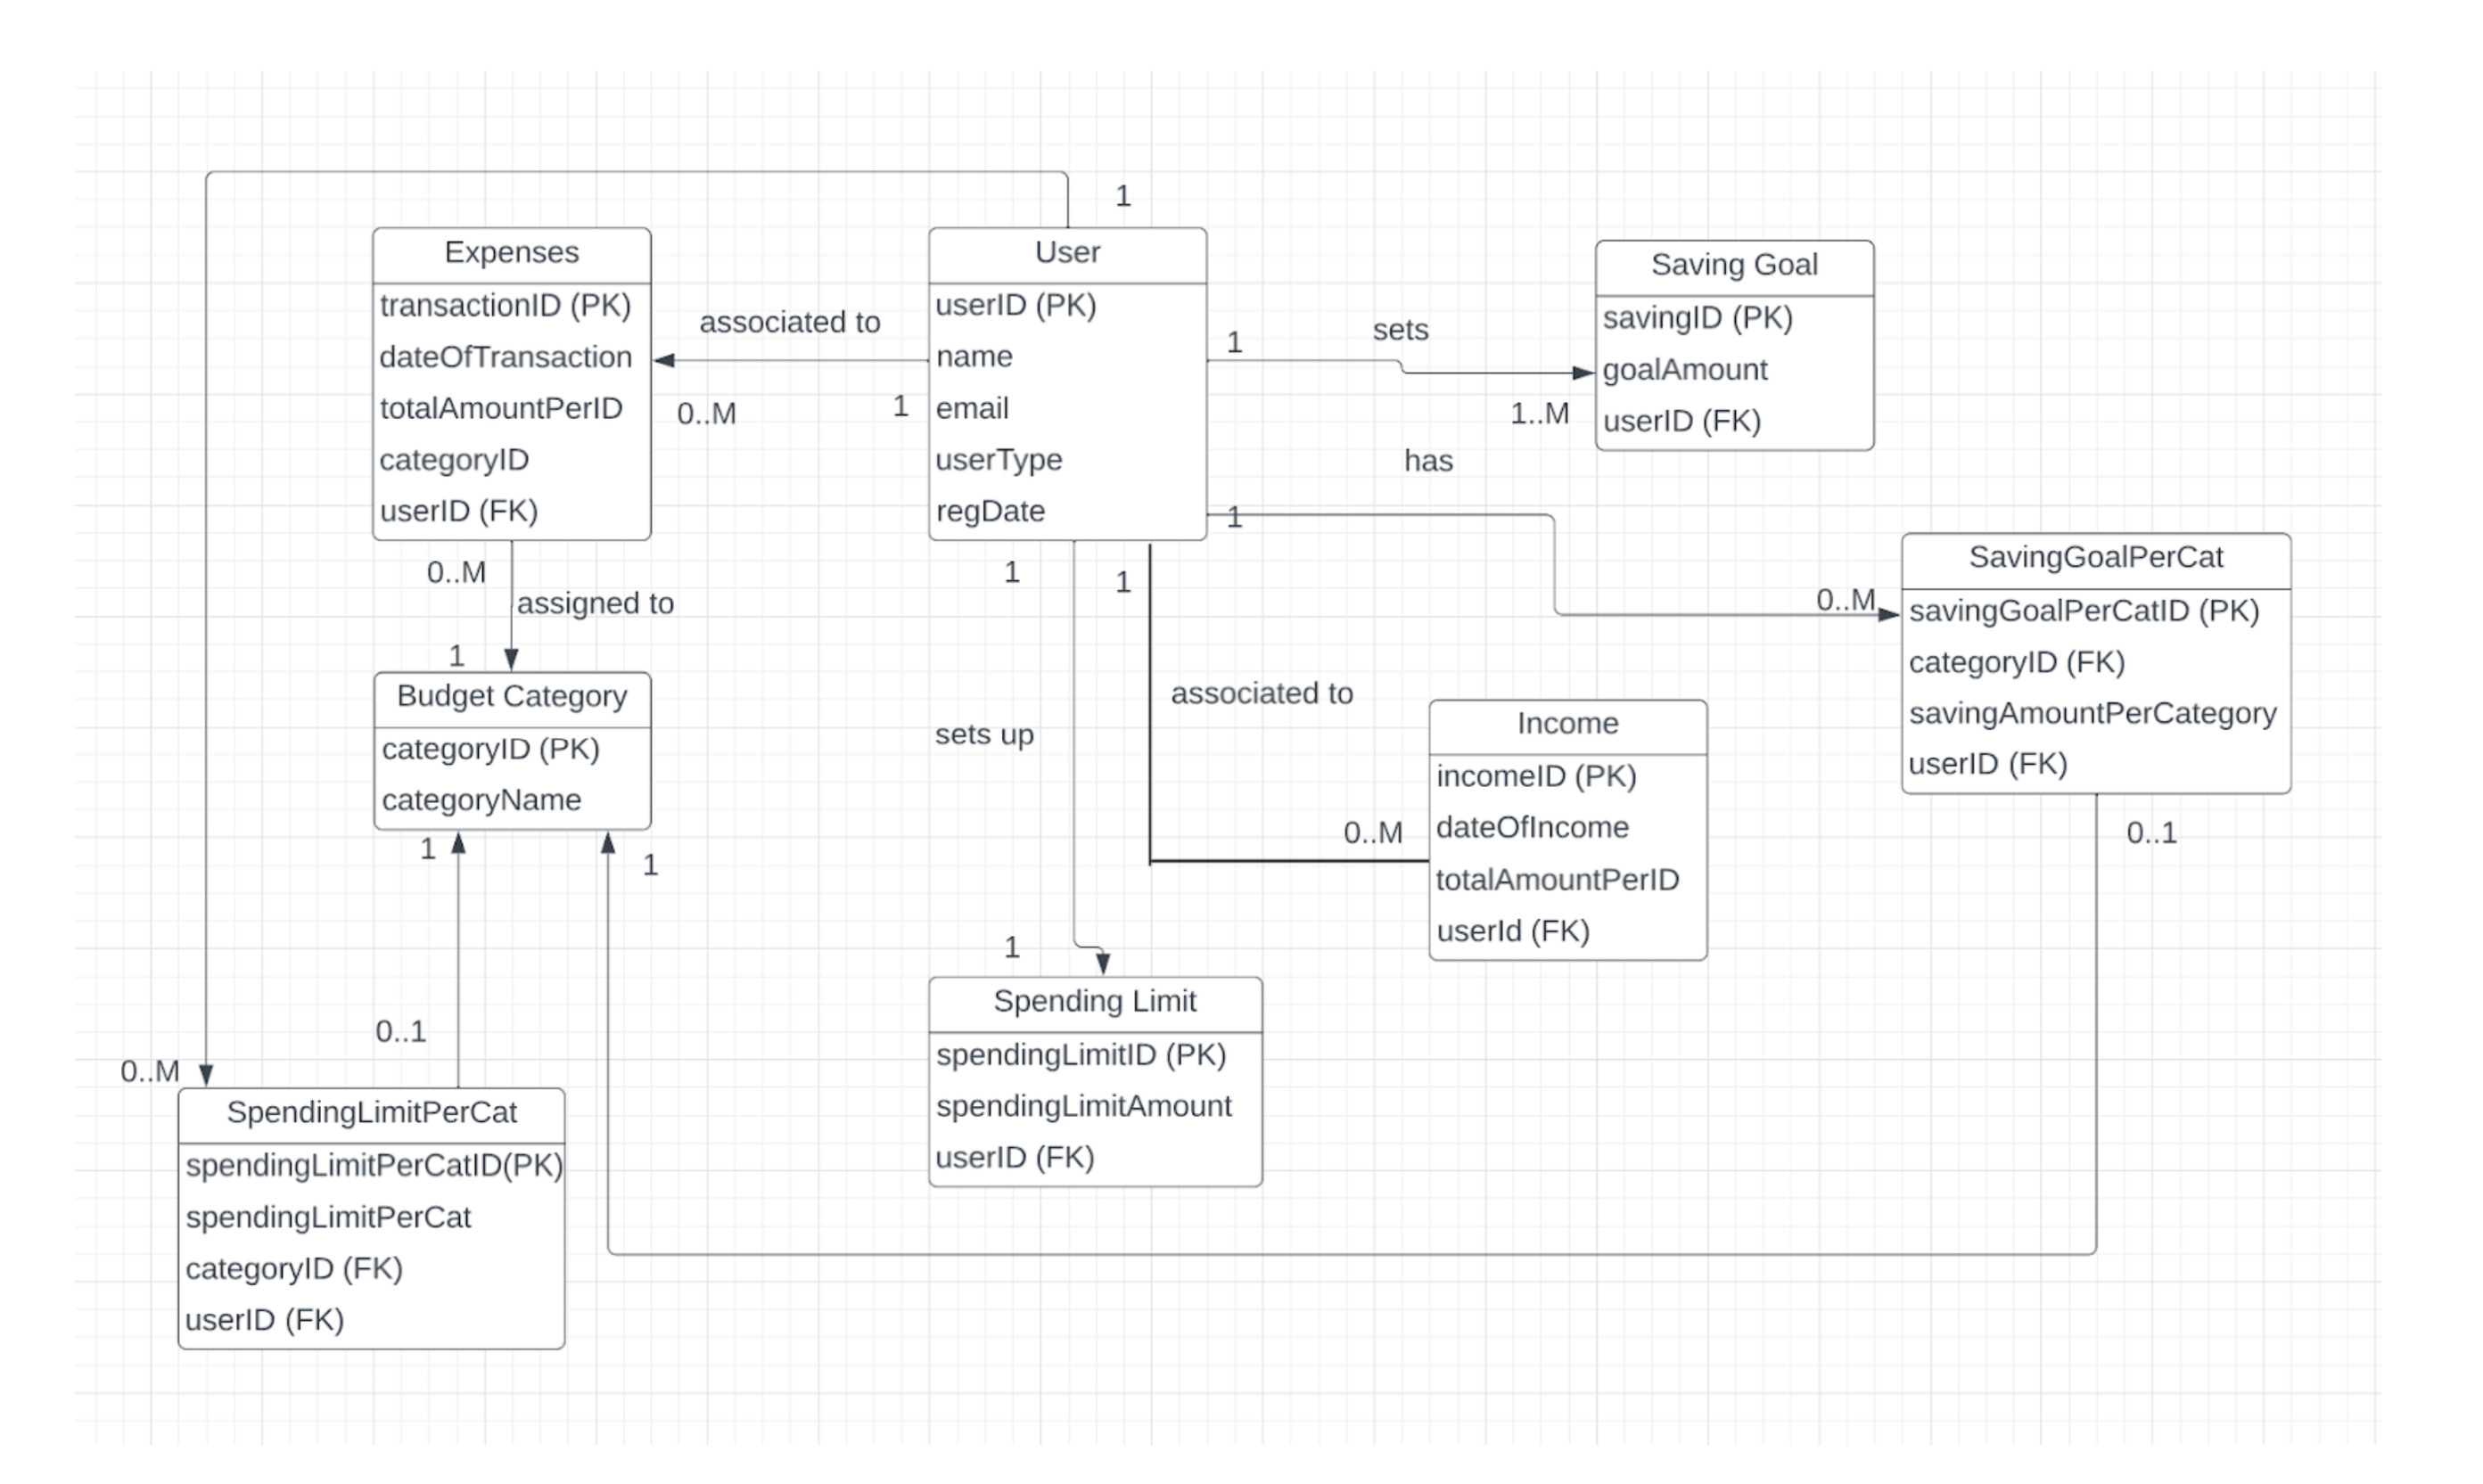 1
Expenses
transactionID (PK)
dateOfTransaction
totalAmountPerID
categoryID
userID (FK)
associated to
0..M
1
User
userID (PK)
name
email
userType
regDate
1
sets
1..M
Saving Goal
savingID (PK)
goalAmount
userID (FK)
has
1
0..M
SavingGoalPerCat
savingGoalPerCatID (PK)
categoryID (FK)
savingAmountPerCategory
userID (FK)
0..1
0..M
assigned to
1
Budget Category
categoryID (PK)
categoryName
1
1
1
1
sets up
associated to
0..M
Income
incomeID (PK)
dateOfIncome
totalAmountPerID
userId (FK)
1
Spending Limit
spendingLimitID (PK)
spendingLimitAmount
userID (FK)
0..1
0..M
SpendingLimitPerCat
spendingLimitPerCatID(PK)
spendingLimitPerCat
categoryID (FK)
userID (FK)